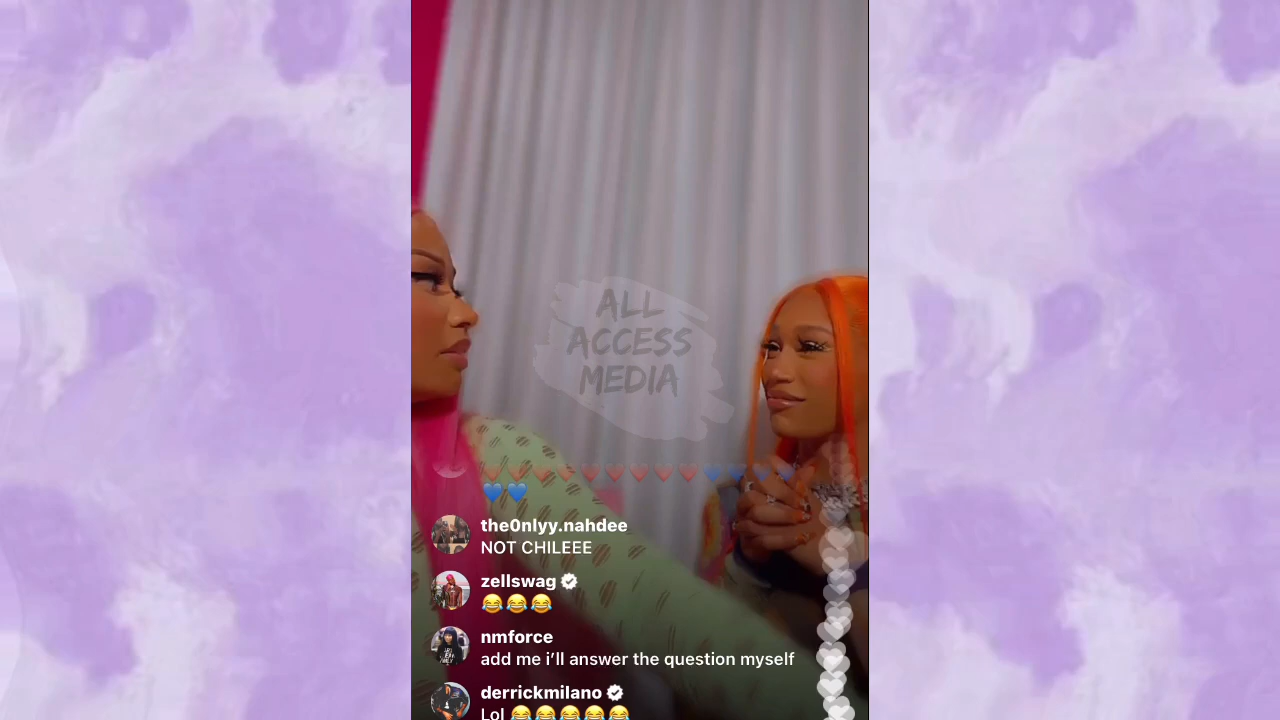 ALL
ACCESS
MEDIA
❤️❤️❤️❤️❤️❤️❤️❤️❤️💙💙💙💙
💙💙
the0nlyy.nahdee
NOT CHILEEE
zellswag
😂😂😂
nmforce
add me i’ll answer the question myself
derrickmilano
Lol 😂😂😂😂😂